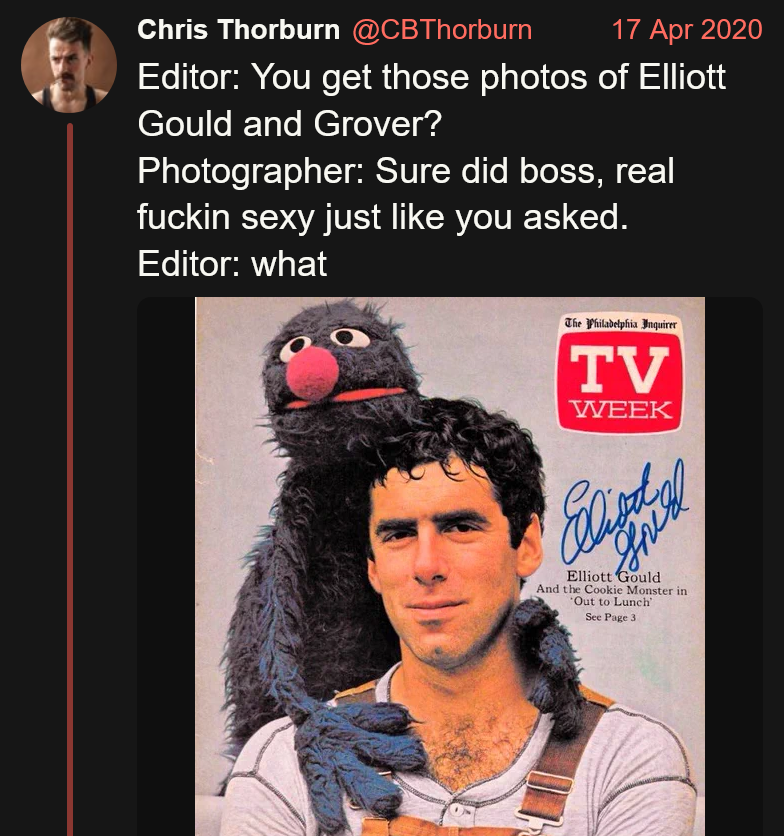 Chris Thorburn @CBThorburn 17 Apr 2020
Editor: You get those photos of Elliott
Gould and Grover?
Photographer: Sure did boss, real
fuckin sexy just like you asked.
Editor: what
The Philadelphia Inquirer
TV
WEEK
Elliott Gould
Elliott Gould
And the Cookie Monster in
'Out to Lunch'
See Page 3